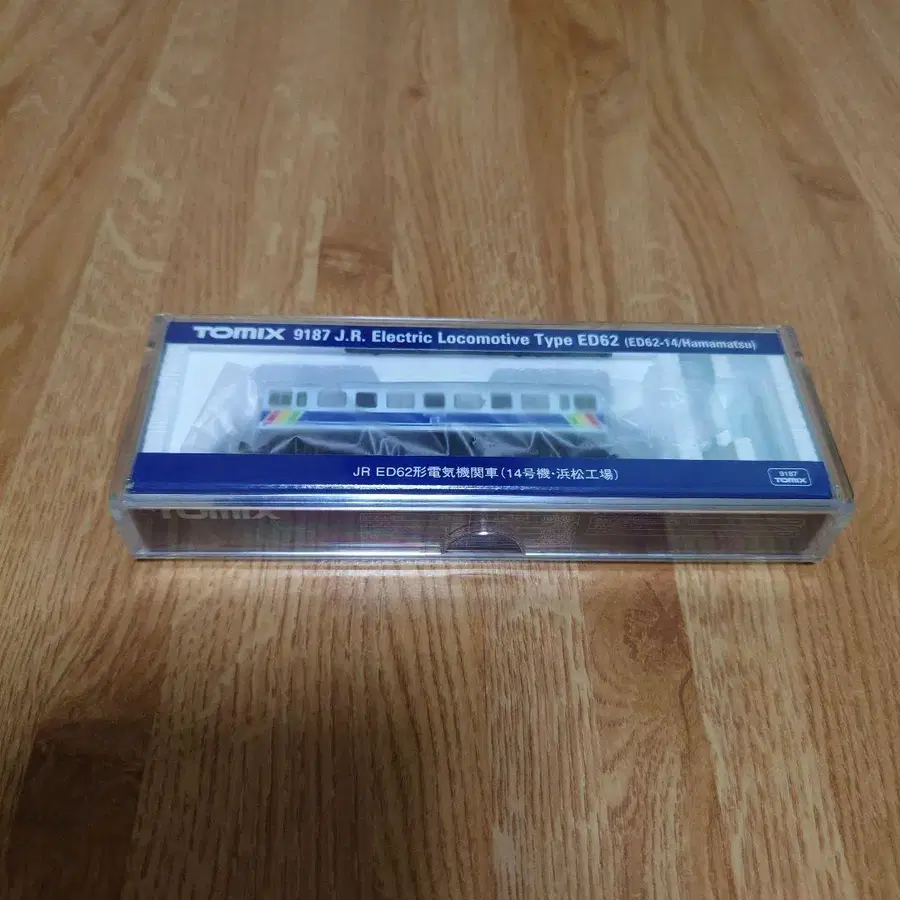 TOMIX 9187 J.R. Electric Locomotive Type ED62 (ED62-14/Hamamatsu)
JR ED62形電気機関車(14号機・浜松工場)
9187
TOMIX
TOMIX